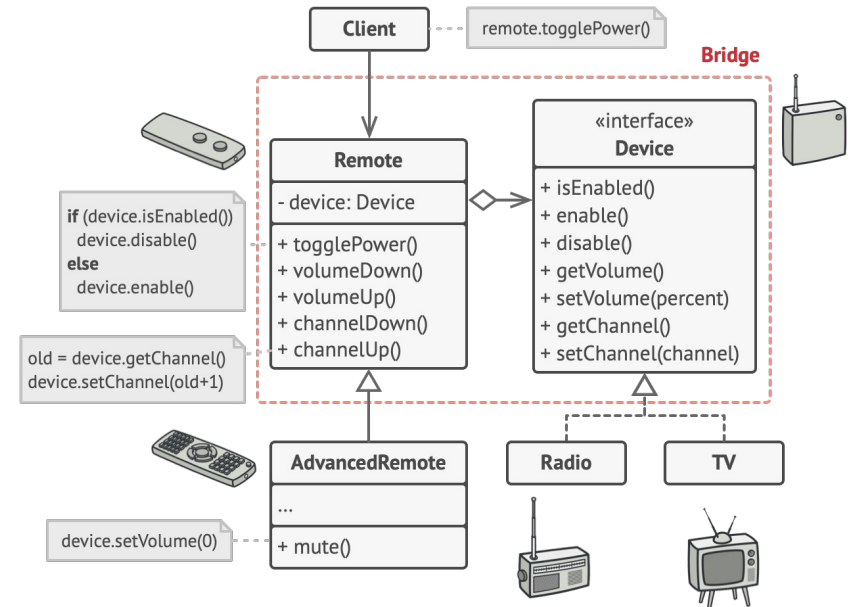 Client
remote.togglePower()
Bridge
Remote
- device: Device
+ togglePower()
+ volumeDown()
+ volumeUp()
+ channelDown()
+ channelUp()
«interface»
Device
+ isEnabled()
+ enable()
+ disable()
+ getVolume()
+ setVolume(percent)
+ getChannel()
+ setChannel(channel)
if (device.isEnabled())
device.disable()
else
device.enable()
old = device.getChannel()
device.setChannel(old+1)
AdvancedRemote
...
+ mute()
device.setVolume(0)
Radio
TV